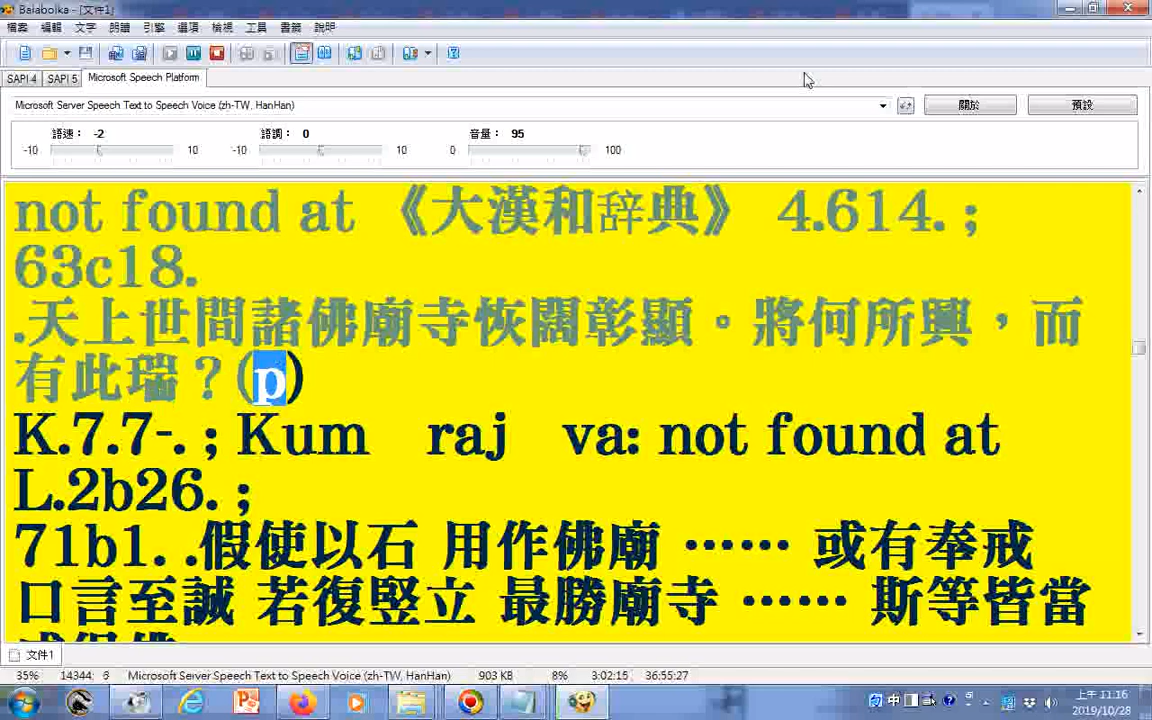 Balabolka - [文件1]
檔案 編輯 文字 朗讀 引擎 選項 檢視 工具 書籤 說明
SAPI 4 SAPI 5 Microsoft Speech Platform
Microsoft Server Speech Text to Speech Voice (zh-TW, HanHan) 關於 預設
語速： -2 語調： 0 音量： 95
-10 10 -10 10 0 100
not found at 《大漢和辞典》 4.614. ;
63c18.
.天上世間諸佛廟寺恢闊彰顯。將何所興，而
有此瑞？(p)
K.7.7-. ; Kum raj va: not found at
L.2b26. ;
71b1. .假使以石 用作佛廟 …… 或有奉戒
口言至誠 若復竪立 最勝廟寺 …… 斯等皆當
文件1
35% Microsoft Server Speech Text to Speech Voice (zh-TW, HanHan) 903 KB 8% 3:02:15 36:55:27
中 上午 11:16
2019/10/28